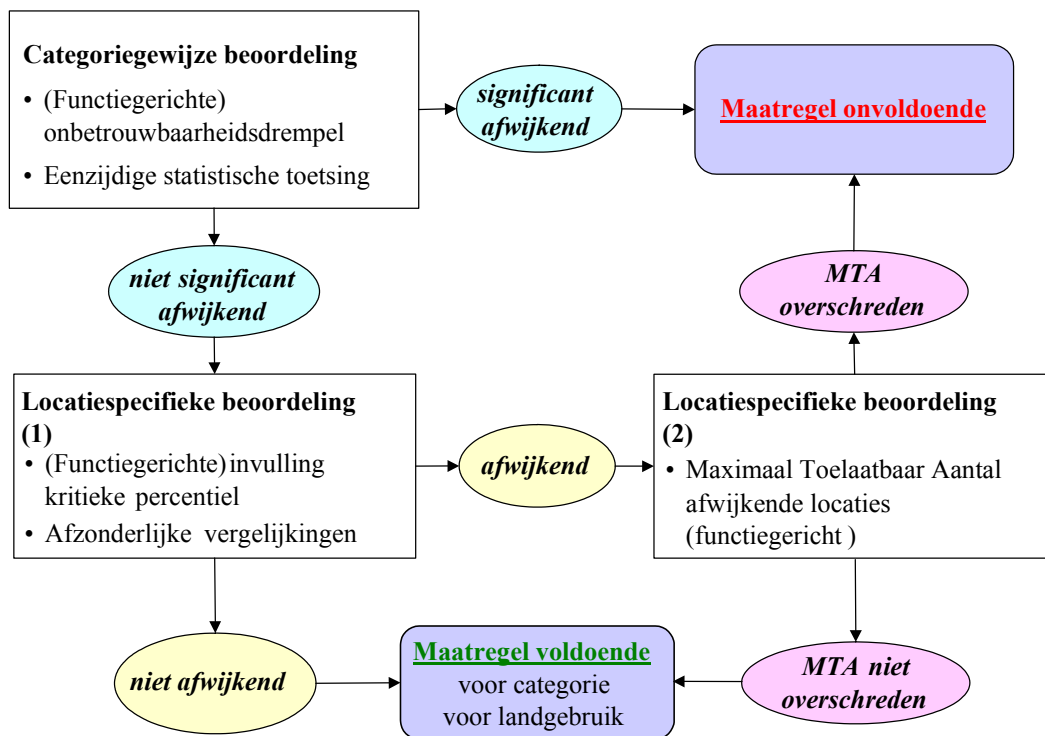 Categoriegewijze beoordeling
• (Functiegerichte)
onbetrouwbaarheidsdrempel
• Eenzijdige statistische toetsing
significant
afwijkend
Maatregel onvoldoende
niet significant
afwijkend
MTA
overschreden
Locatiespecifieke beoordeling
(1)
• (Functiegerichte) invulling
kritieke percentiel
• Afzonderlijke vergelijkingen
afwijkend
Locatiespecifieke beoordeling
(2)
• Maximaal Toelaatbaar Aantal
afwijkende locaties
(functiegericht )
niet afwijkend
Maatregel voldoende
voor categorie
voor landgebruik
MTA niet
overschreden